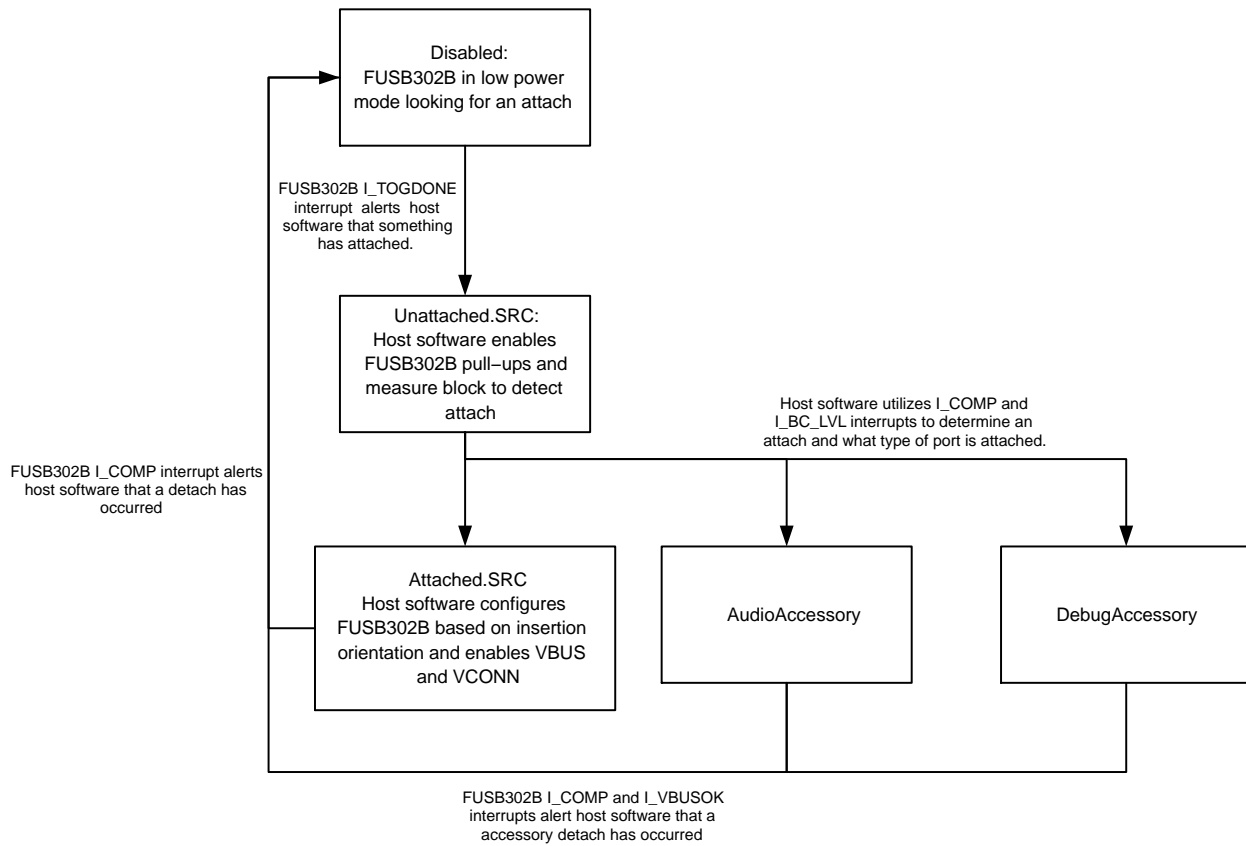 Disabled:
FUSB302B in low power
mode looking for an attach
FUSB302B I_TOGDONE
interrupt alerts host
software that something
has attached.
Unattached.SRC:
Host software enables
FUSB302B pull–ups and
measure block to detect
attach
Host software utilizes I_COMP and
I_BC_LVL interrupts to determine an
attach and what type of port is attached.
FUSB302B I_COMP interrupt alerts
host software that a detach has
occurred
Attached.SRC
Host software configures
FUSB302B based on insertion
orientation and enables VBUS
and VCONN
AudioAccessory
DebugAccessory
FUSB302B I_COMP and I_VBUSOK
interrupts alert host software that a
accessory detach has occurred